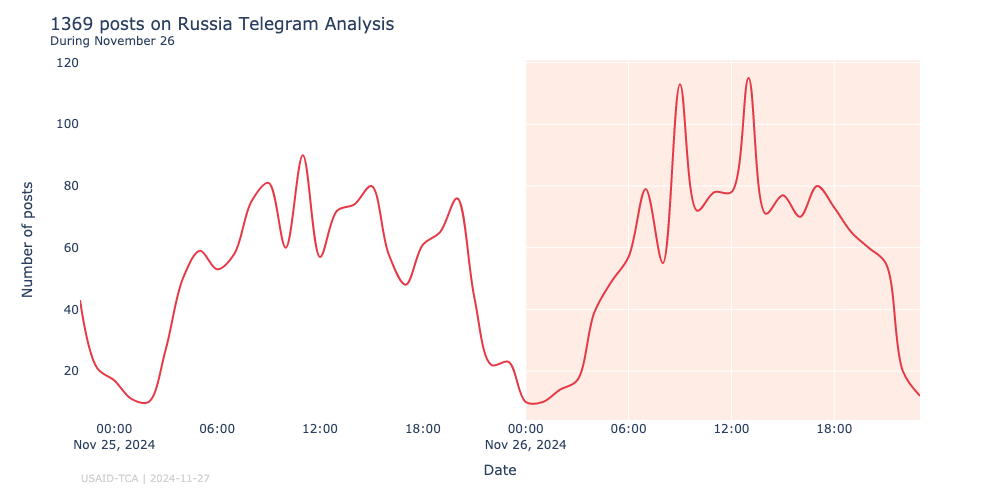 1369 posts on Russia Telegram Analysis
During November 26
120
100
80
60
40
20
Number of posts
00:00 06:00 12:00 18:00 00:00 06:00 12:00 18:00
Nov 25, 2024 Nov 26, 2024
Date
USAID-TCA | 2024-11-27